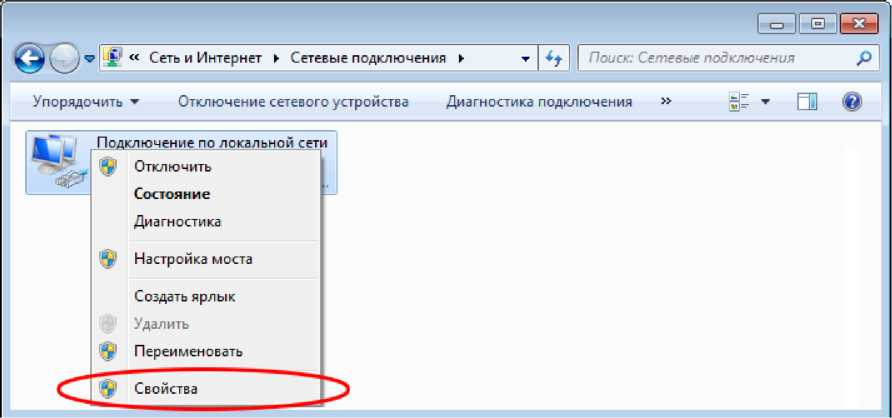 « Сеть и Интернет Сетевые подключения Поиск: Сетевые подключения
Упорядочить Отключение сетевого устройства Диагностика подключения »
Подключение по локальной сети
Отключить
Состояние
Диагностика
Настройка моста
Создать ярлык
Удалить
Переименовать
Свойства